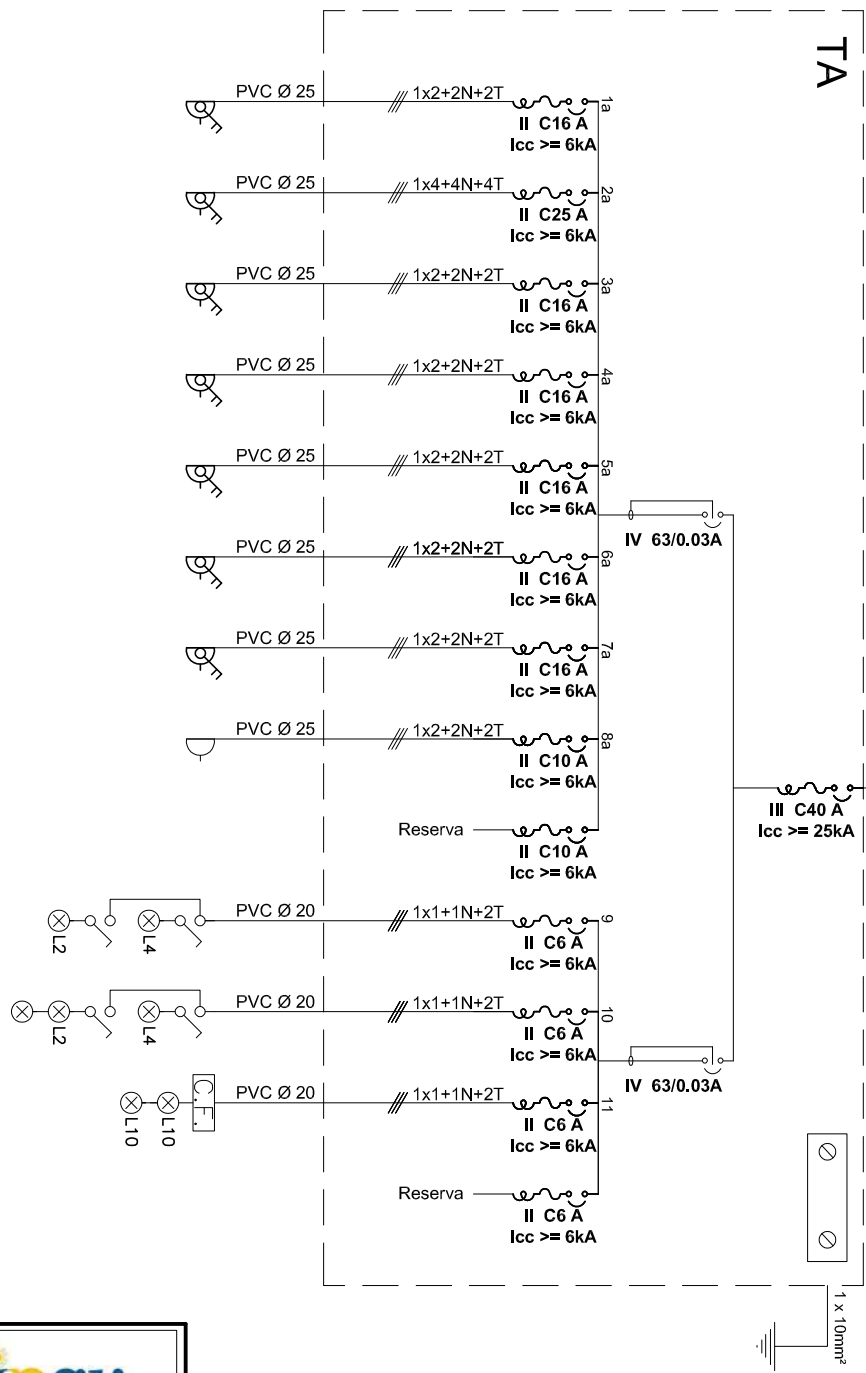 TA
PVC Ø 25
1x2+2N+2T
1a
II C16 A
Icc >= 6kA
PVC Ø 25
1x4+4N+4T
2a
II C25 A
Icc >= 6kA
PVC Ø 25
1x2+2N+2T
3a
II C16 A
Icc >= 6kA
PVC Ø 25
1x2+2N+2T
4a
II C16 A
Icc >= 6kA
PVC Ø 25
1x2+2N+2T
5a
II C16 A
Icc >= 6kA
IV 63/0.03A
PVC Ø 25
1x2+2N+2T
6a
II C16 A
Icc >= 6kA
PVC Ø 25
1x2+2N+2T
7a
II C16 A
Icc >= 6kA
PVC Ø 25
1x2+2N+2T
8a
II C10 A
Icc >= 6kA
III C40 A
Icc >= 25kA
Reserva
II C10 A
Icc >= 6kA
L2
L4
PVC Ø 20
1x1+1N+2T
9
II C6 A
Icc >= 6kA
L2
L4
PVC Ø 20
1x1+1N+2T
10
II C6 A
Icc >= 6kA
IV 63/0.03A
L10
L10
C.F.
PVC Ø 20
1x1+1N+2T
11
II C6 A
Icc >= 6kA
Reserva
II C6 A
Icc >= 6kA
1 x 10mm²